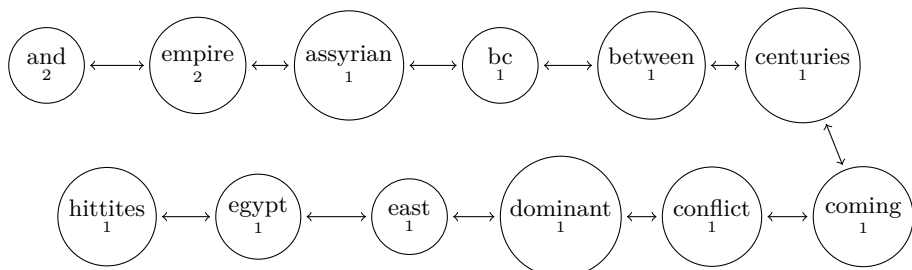 and empire assyrian bc between centuries
2 2 1 1 1 1
hittites egypt east dominant conflict coming
1 1 1 1 1 1